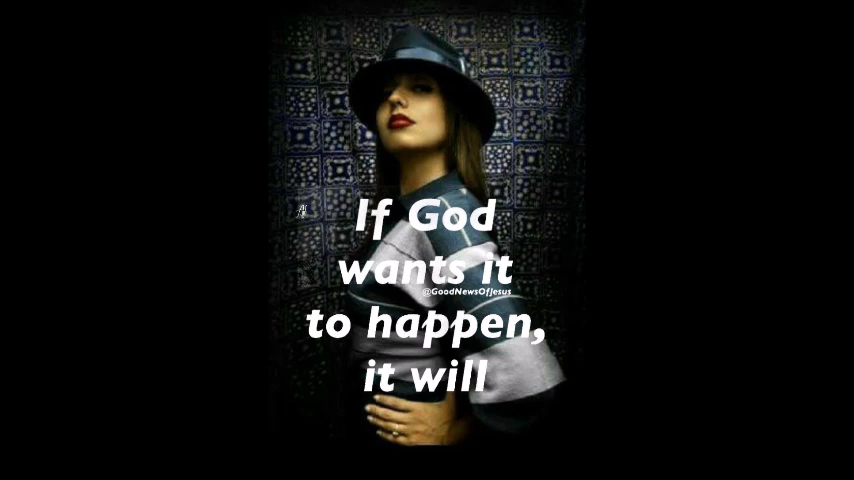 If God
wants it
@GoodNewsOfJesus
to happen,
it will